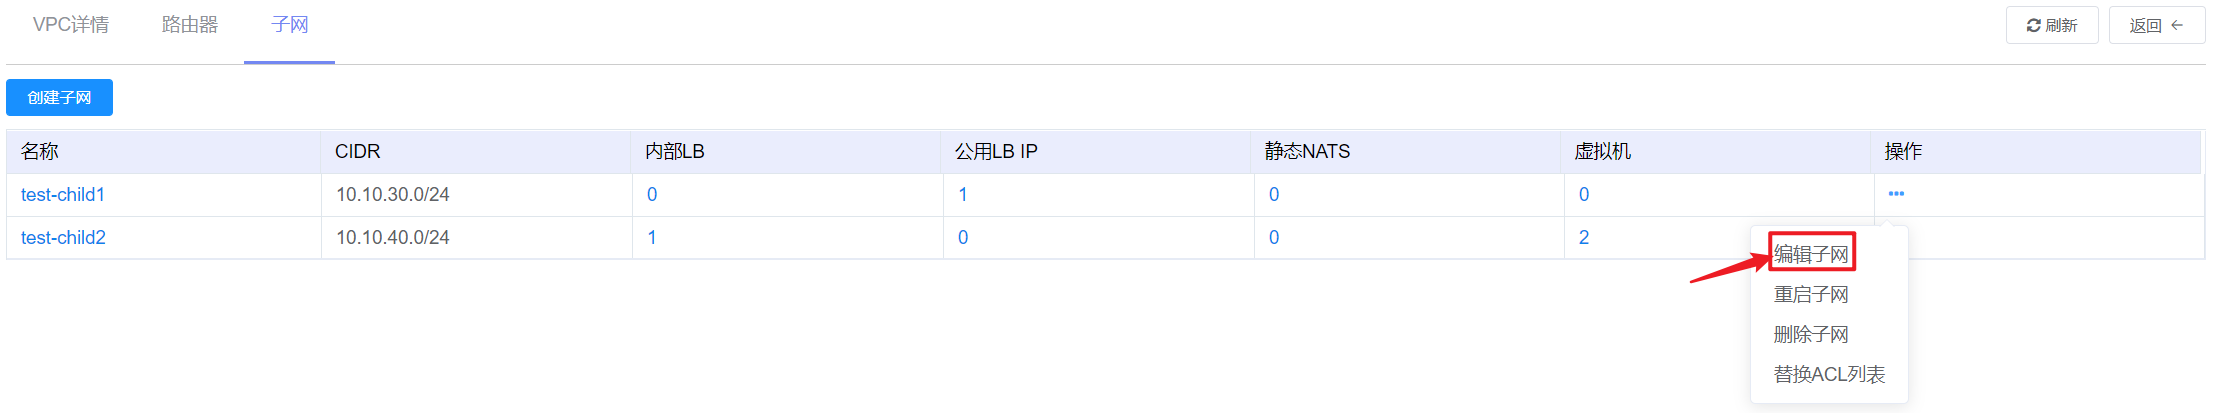 VPC详情 路由器 子网 刷新 返回
创建子网
名称 CIDR 内部LB 公用LB IP 静态NATS 虚拟机 操作
test-child1 10.10.30.0/24 0 1 0 0
test-child2 10.10.40.0/24 1 0 0 2
编辑子网
重启子网
删除子网
替换ACL列表